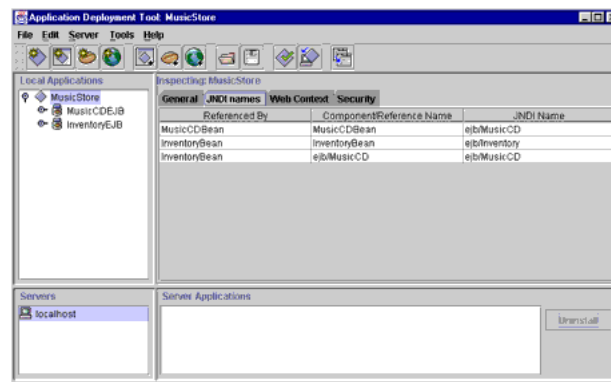 Application Deployment Tool: MusicStore
File Edit Server Tools Help
Local Applications
MusicStore
MusicCDEJB
InventoryEJB
Inspecting: MusicStore
General JNDI names Web Context Security
Referenced By Component/Reference Name JNDI Name
MusicCDBean MusicCDBean ejb/MusicCD
InventoryBean InventoryBean ejb/Inventory
InventoryBean ejb/MusicCD ejb/MusicCD
Servers
localhost
Server Applications
Uninstall